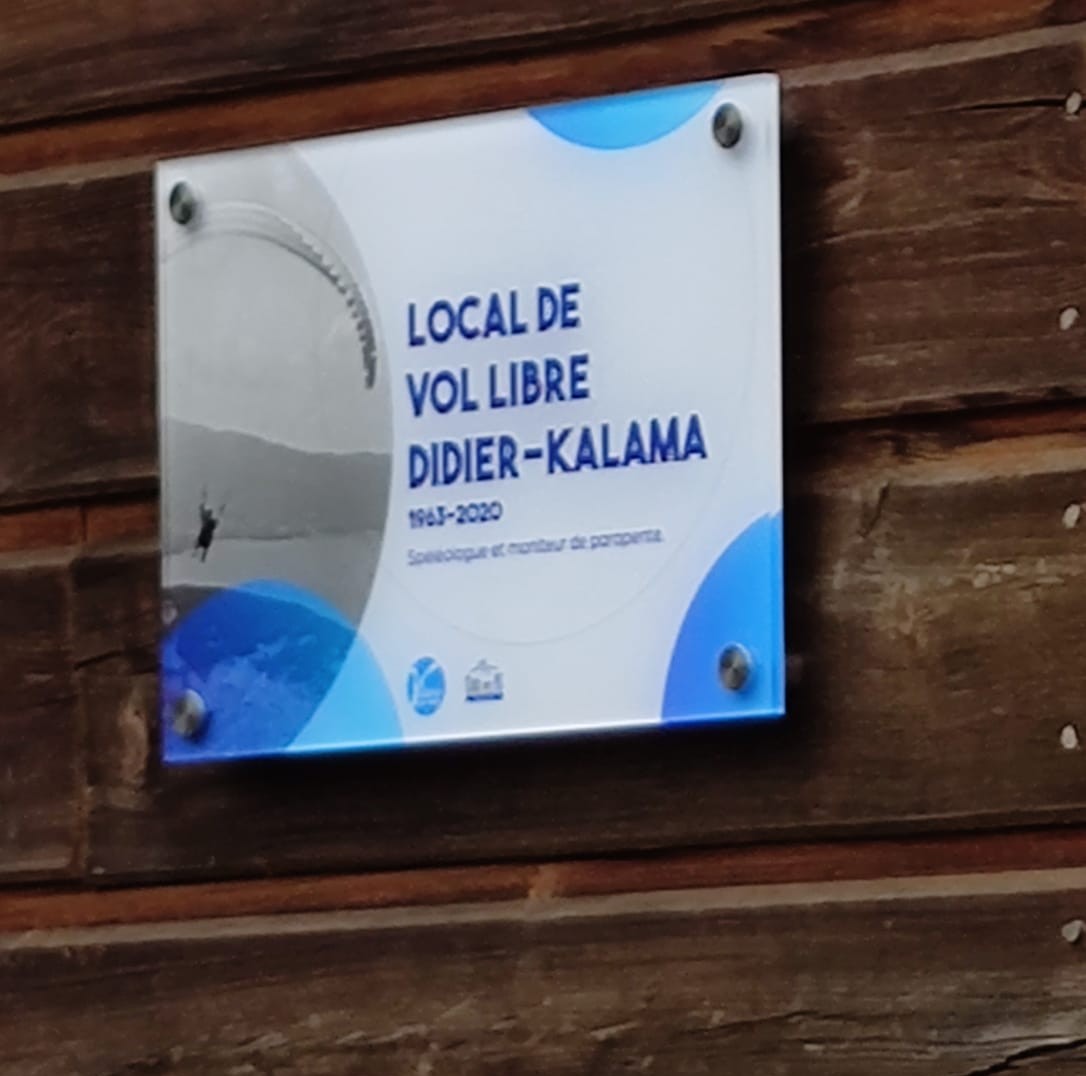 LOCAL DE
VOL LIBRE
DIDIER-KALAMA
1963-2020
Spéléologue et moniteur de parapente.